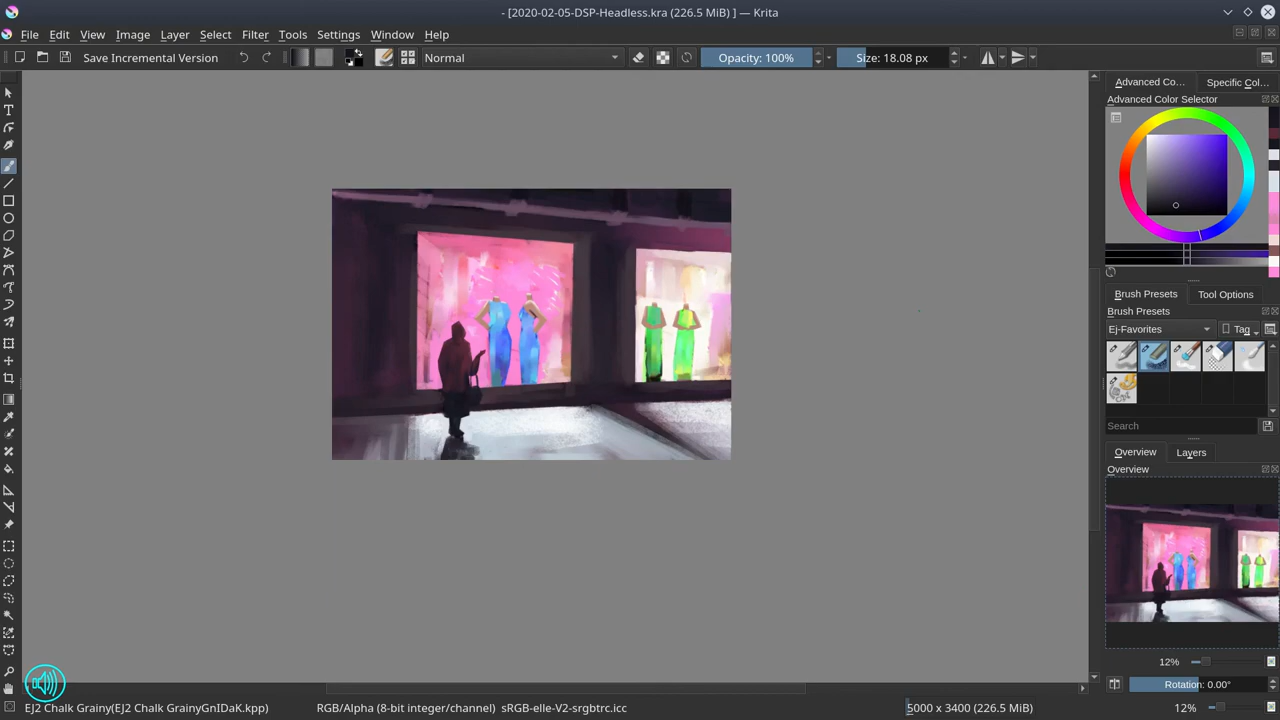 - [2020-02-05-DSP-Headless.kra (226.5 MiB) ] — Krita
File Edit View Image Layer Select Filter Tools Settings Window Help
Save Incremental Version Normal Opacity: 100% Size: 18.08 px
Advanced Co... Specific Col...
Advanced Color Selector
Brush Presets Tool Options
Brush Presets
Ej-Favorites Tag
Search
Overview Layers
Overview
12%
Rotation: 0.00°
EJ2 Chalk Grainy(EJ2 Chalk GrainyGnIDaK.kpp) RGB/Alpha (8-bit integer/channel) sRGB-elle-V2-srgbtrc.icc 5000 x 3400 (226.5 MiB) 12%